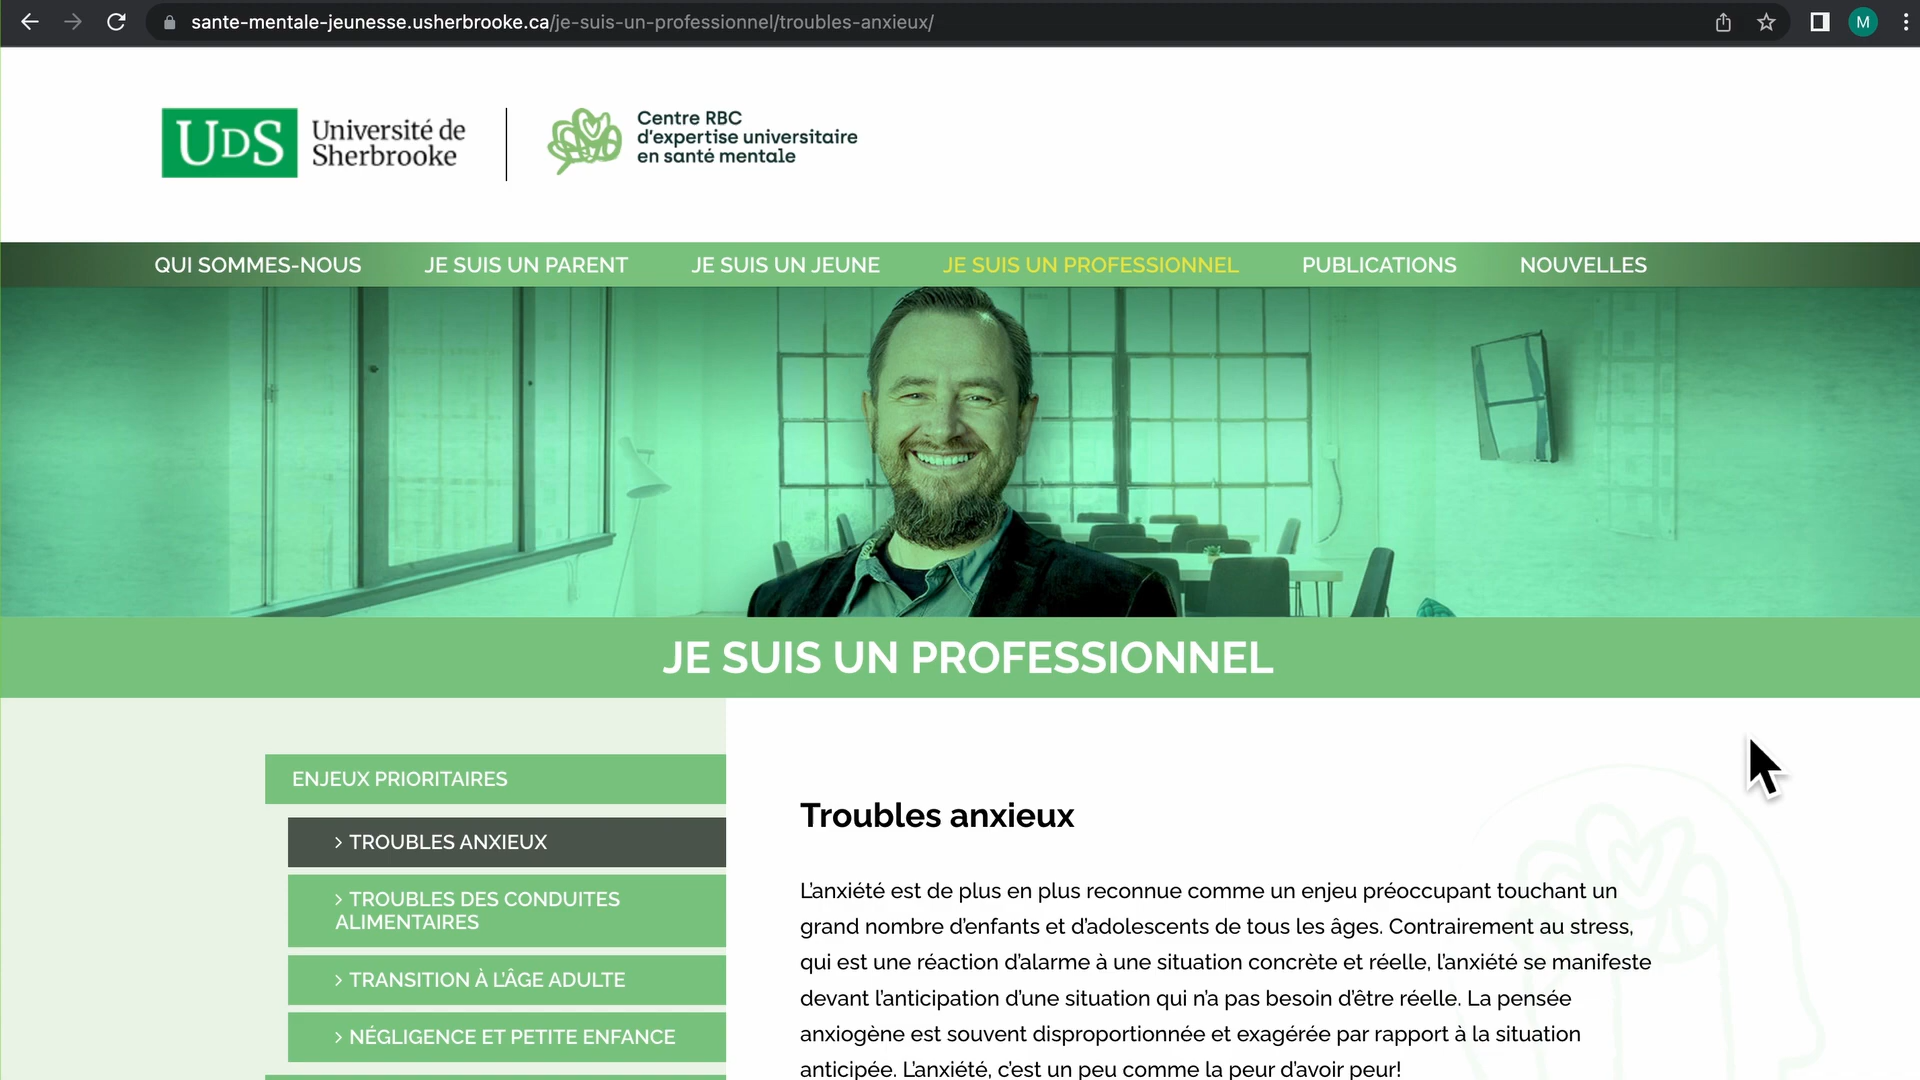 sante-mentale-jeunesse.usherbrooke.ca/je-suis-un-professionnel/troubles-anxieux/
M
UDS
Université de
Sherbrooke
Centre RBC
d'expertise universitaire
en santé mentale
QUI SOMMES-NOUS
JE SUIS UN PARENT
JE SUIS UN JEUNE
JE SUIS UN PROFESSIONNEL
PUBLICATIONS
NOUVELLES
JE SUIS UN PROFESSIONNEL
ENJEUX PRIORITAIRES
> TROUBLES ANXIEUX
> TROUBLES DES CONDUITES
ALIMENTAIRES
> TRANSITION À L'ÂGE ADULTE
> NÉGLIGENCE ET PETITE ENFANCE
Troubles anxieux
L'anxiété est de plus en plus reconnue comme un enjeu préoccupant touchant un
grand nombre d'enfants et d'adolescents de tous les âges. Contrairement au stress,
qui est une réaction d'alarme à une situation concrète et réelle, l'anxiété se manifeste
devant l'anticipation d'une situation qui n'a pas besoin d'être réelle. La pensée
anxiogène est souvent disproportionnée et exagérée par rapport à la situation
anticipée. L'anxiété, c'est un peu comme la peur d'avoir peur!